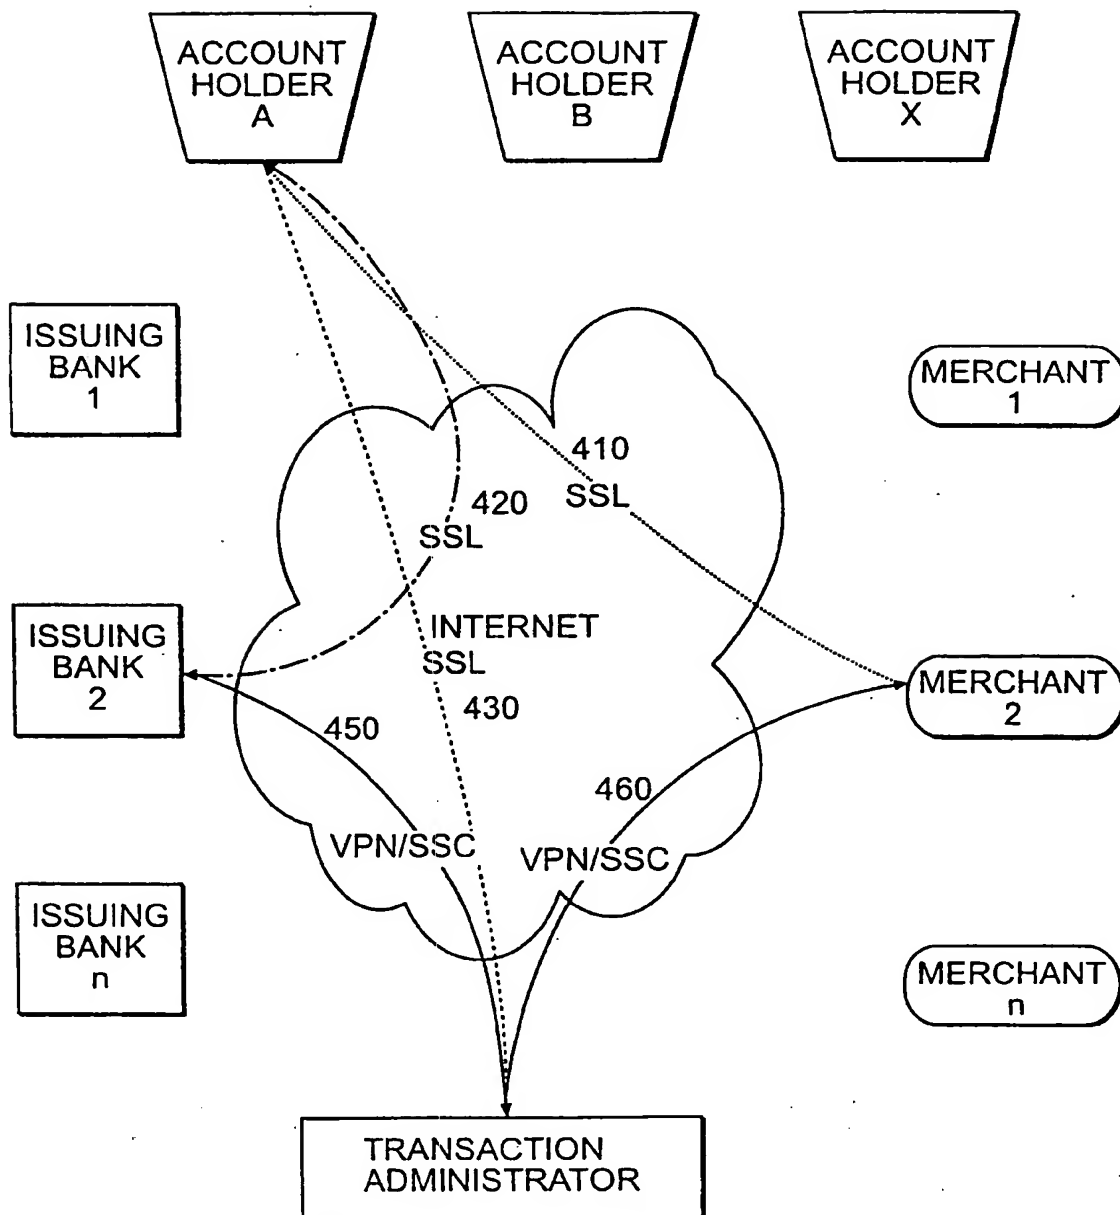 ACCOUNT
HOLDER
A
ACCOUNT
HOLDER
B
ACCOUNT
HOLDER
X
ISSUING
BANK
1
MERCHANT
1
410
SSL
420
SSL
ISSUING
BANK
2
INTERNET
SSL
430
MERCHANT
2
450
460
VPN/SSC
VPN/SSC
ISSUING
BANK
n
MERCHANT
n
TRANSACTION
ADMINISTRATOR